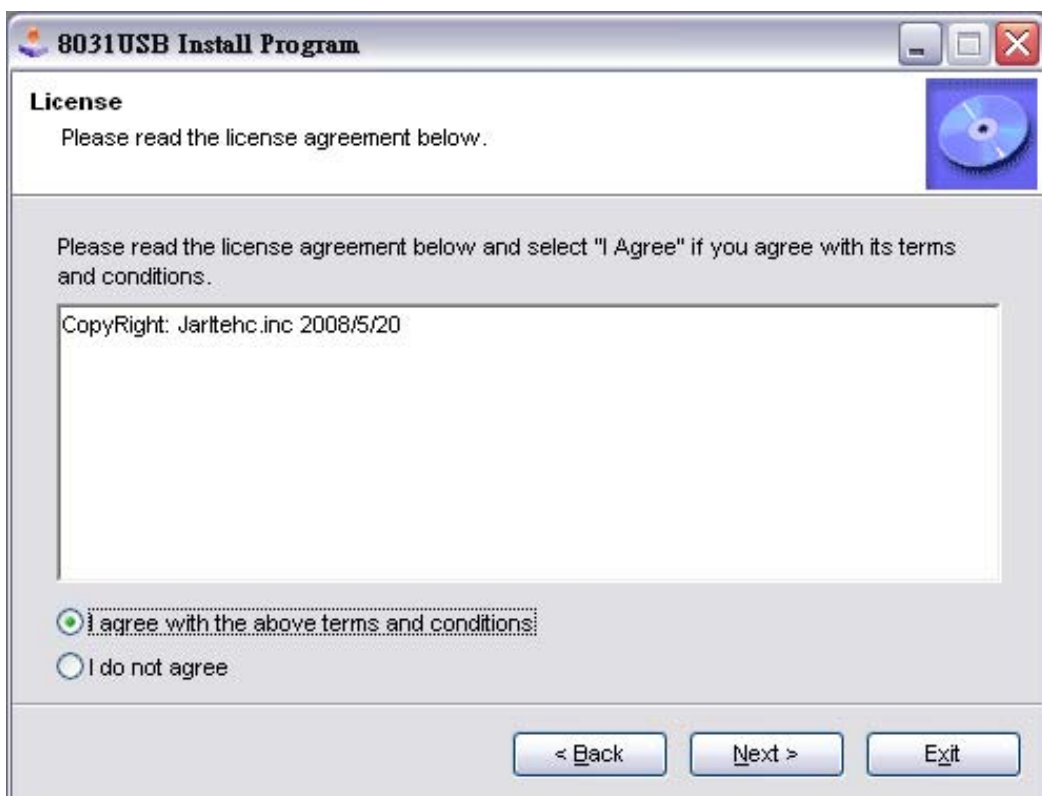 8031USB Install Program
License
Please read the license agreement below.
Please read the license agreement below and select "I Agree" if you agree with its terms
and conditions.
CopyRight: Jarltehc.inc 2008/5/20
I agree with the above terms and conditions
I do not agree
< Back
Next >
Exit